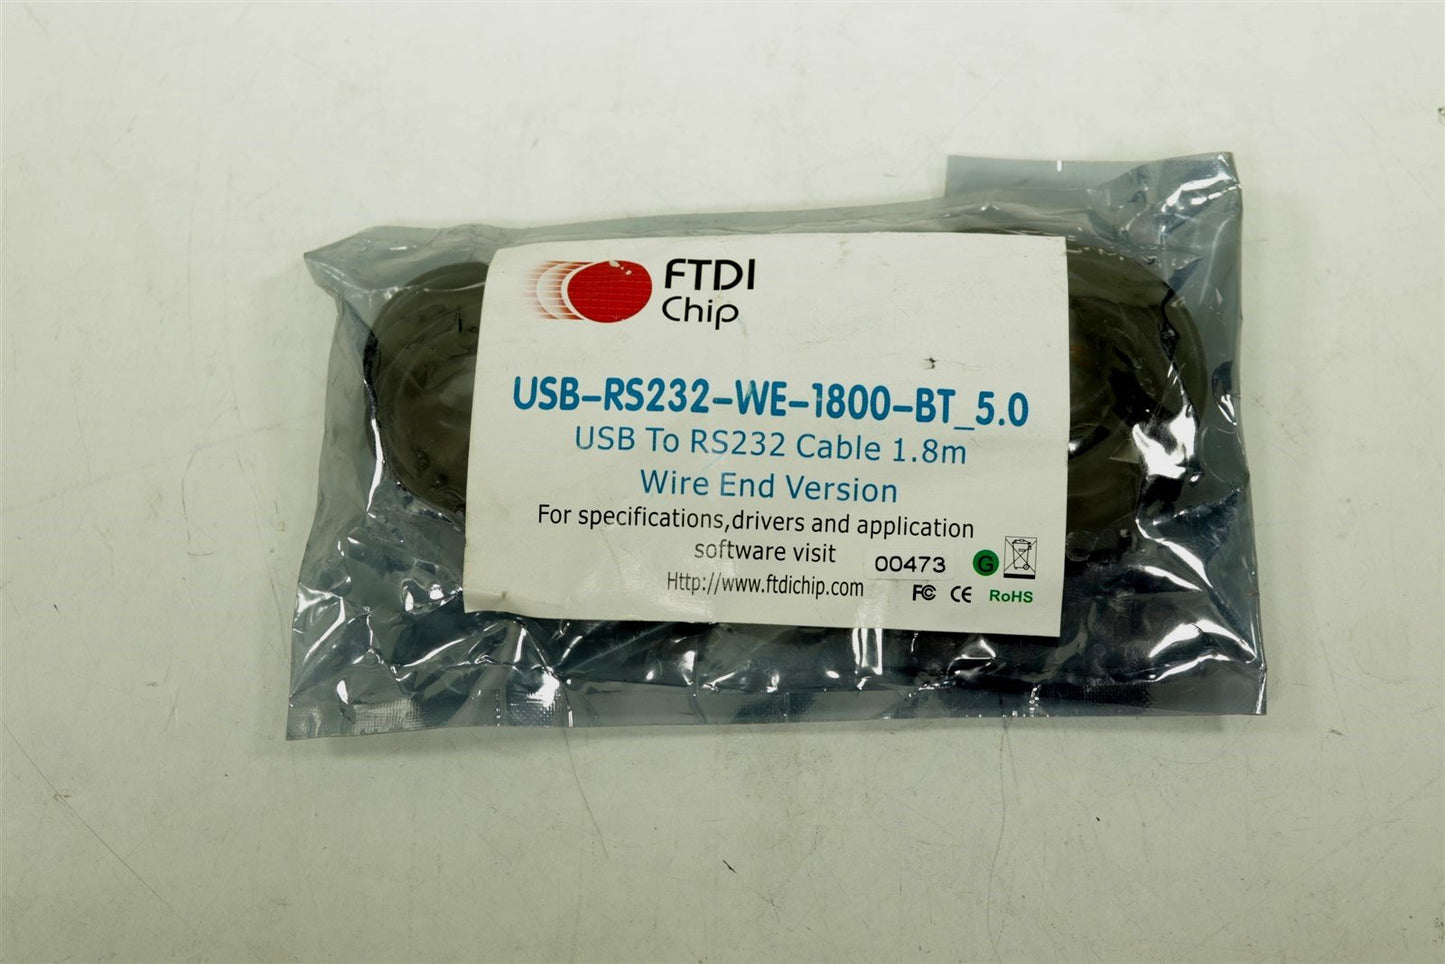 FTDI
Chip
USB-RS232-WE-1800-BT_5.0
USB To RS232 Cable 1.8m
Wire End Version
For specifications,drivers and application
software visit
00473
G
Http://www.ftdichip.com
FC CE RoHS